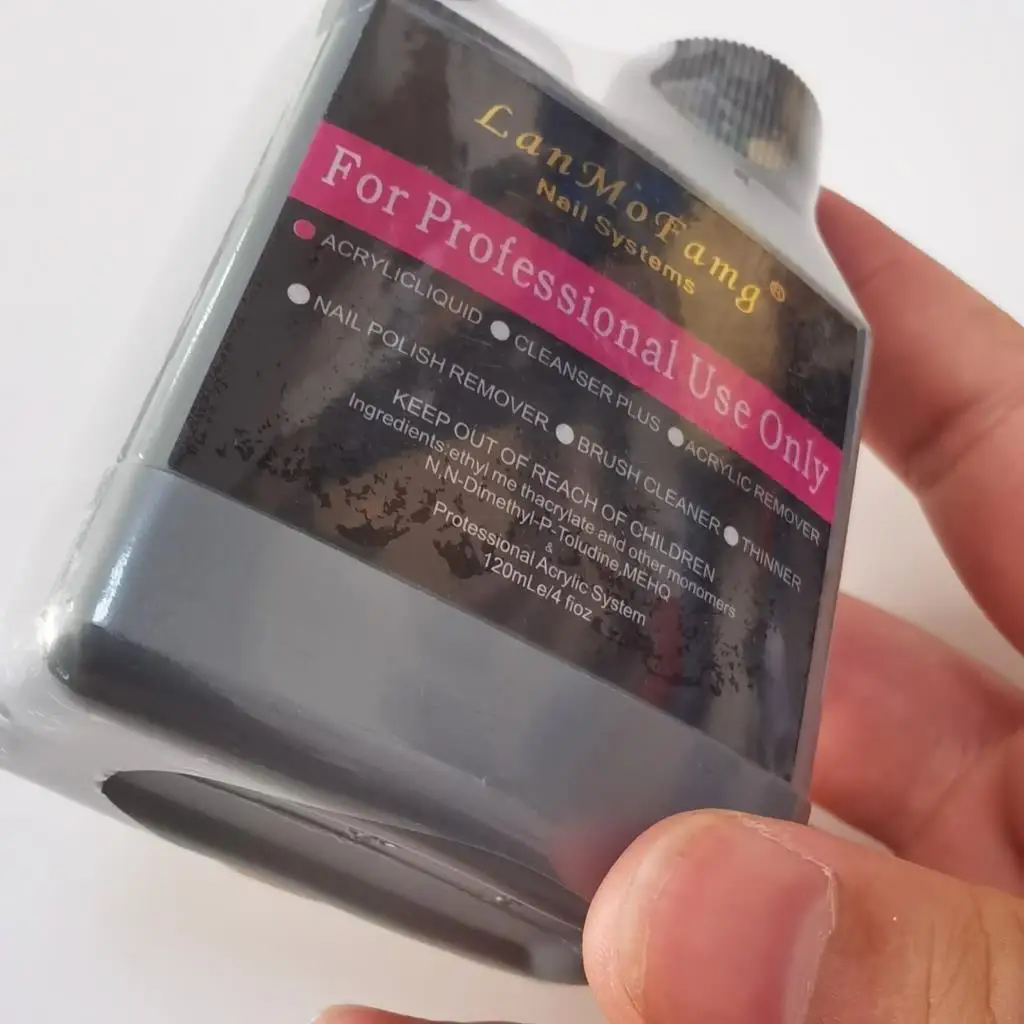 LanMoFamg®
Nail Systems
For Professional Use Only
ACRYLICLIQUID CLEANSER PLUS ACRYLIC REMOVER
NAIL POLISH REMOVER BRUSH CLEANER THINNER
KEEP OUT OF REACH OF CHILDREN
Ingredients:ethyl me thacrylate and other monomers
N,N-Dimethyl-P-Toludine,MEHQ
&
Professional Acrylic System
120mLe/4 fioz